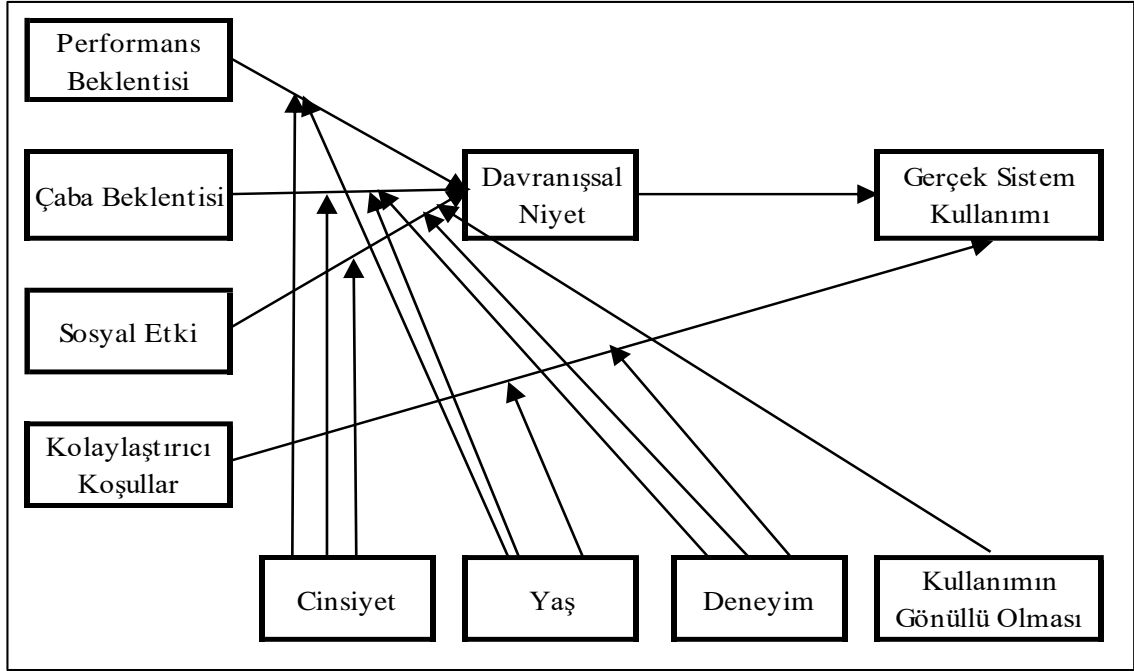 Performans
Beklentisi
Çaba Beklentisi
Davranışsal
Niyet
Gerçek Sistem
Kullanımı
Sosyal Etki
Kolaylaştırıcı
Koşullar
Cinsiyet
Yaş
Deneyim
Kullanımın
Gönüllü Olması